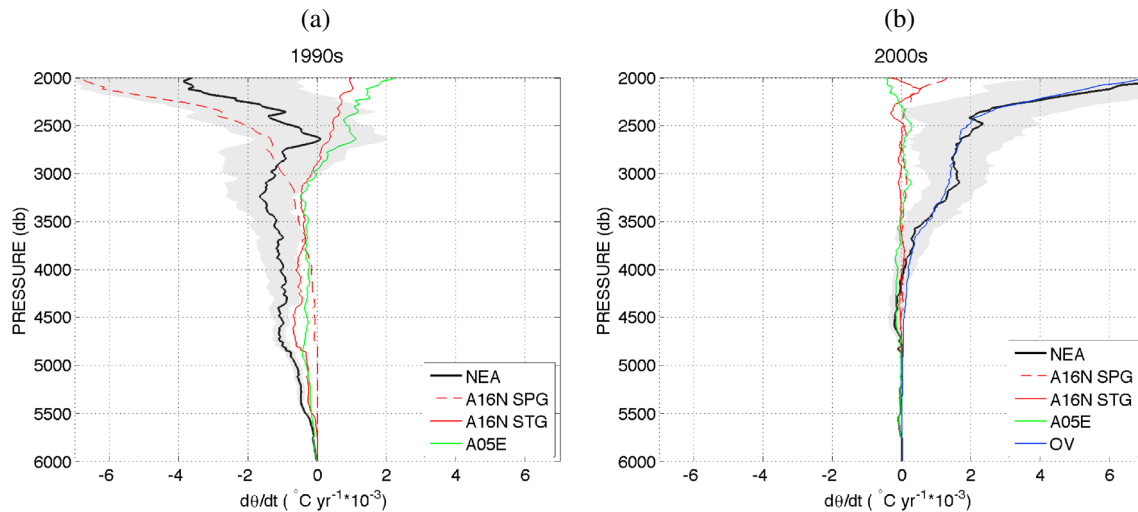 (a)
1990s
2000
2500
3000
3500
4000
4500
5000
5500
6000
PRESSURE (db)
-6 -4 -2 0 2 4 6
dθ/dt ( °C yr⁻¹*10⁻³)
NEA
A16N SPG
A16N STG
A05E
(b)
2000s
2000
2500
3000
3500
4000
4500
5000
5500
6000
PRESSURE (db)
-6 -4 -2 0 2 4 6
dθ/dt ( °C yr⁻¹*10⁻³)
NEA
A16N SPG
A16N STG
A05E
OV